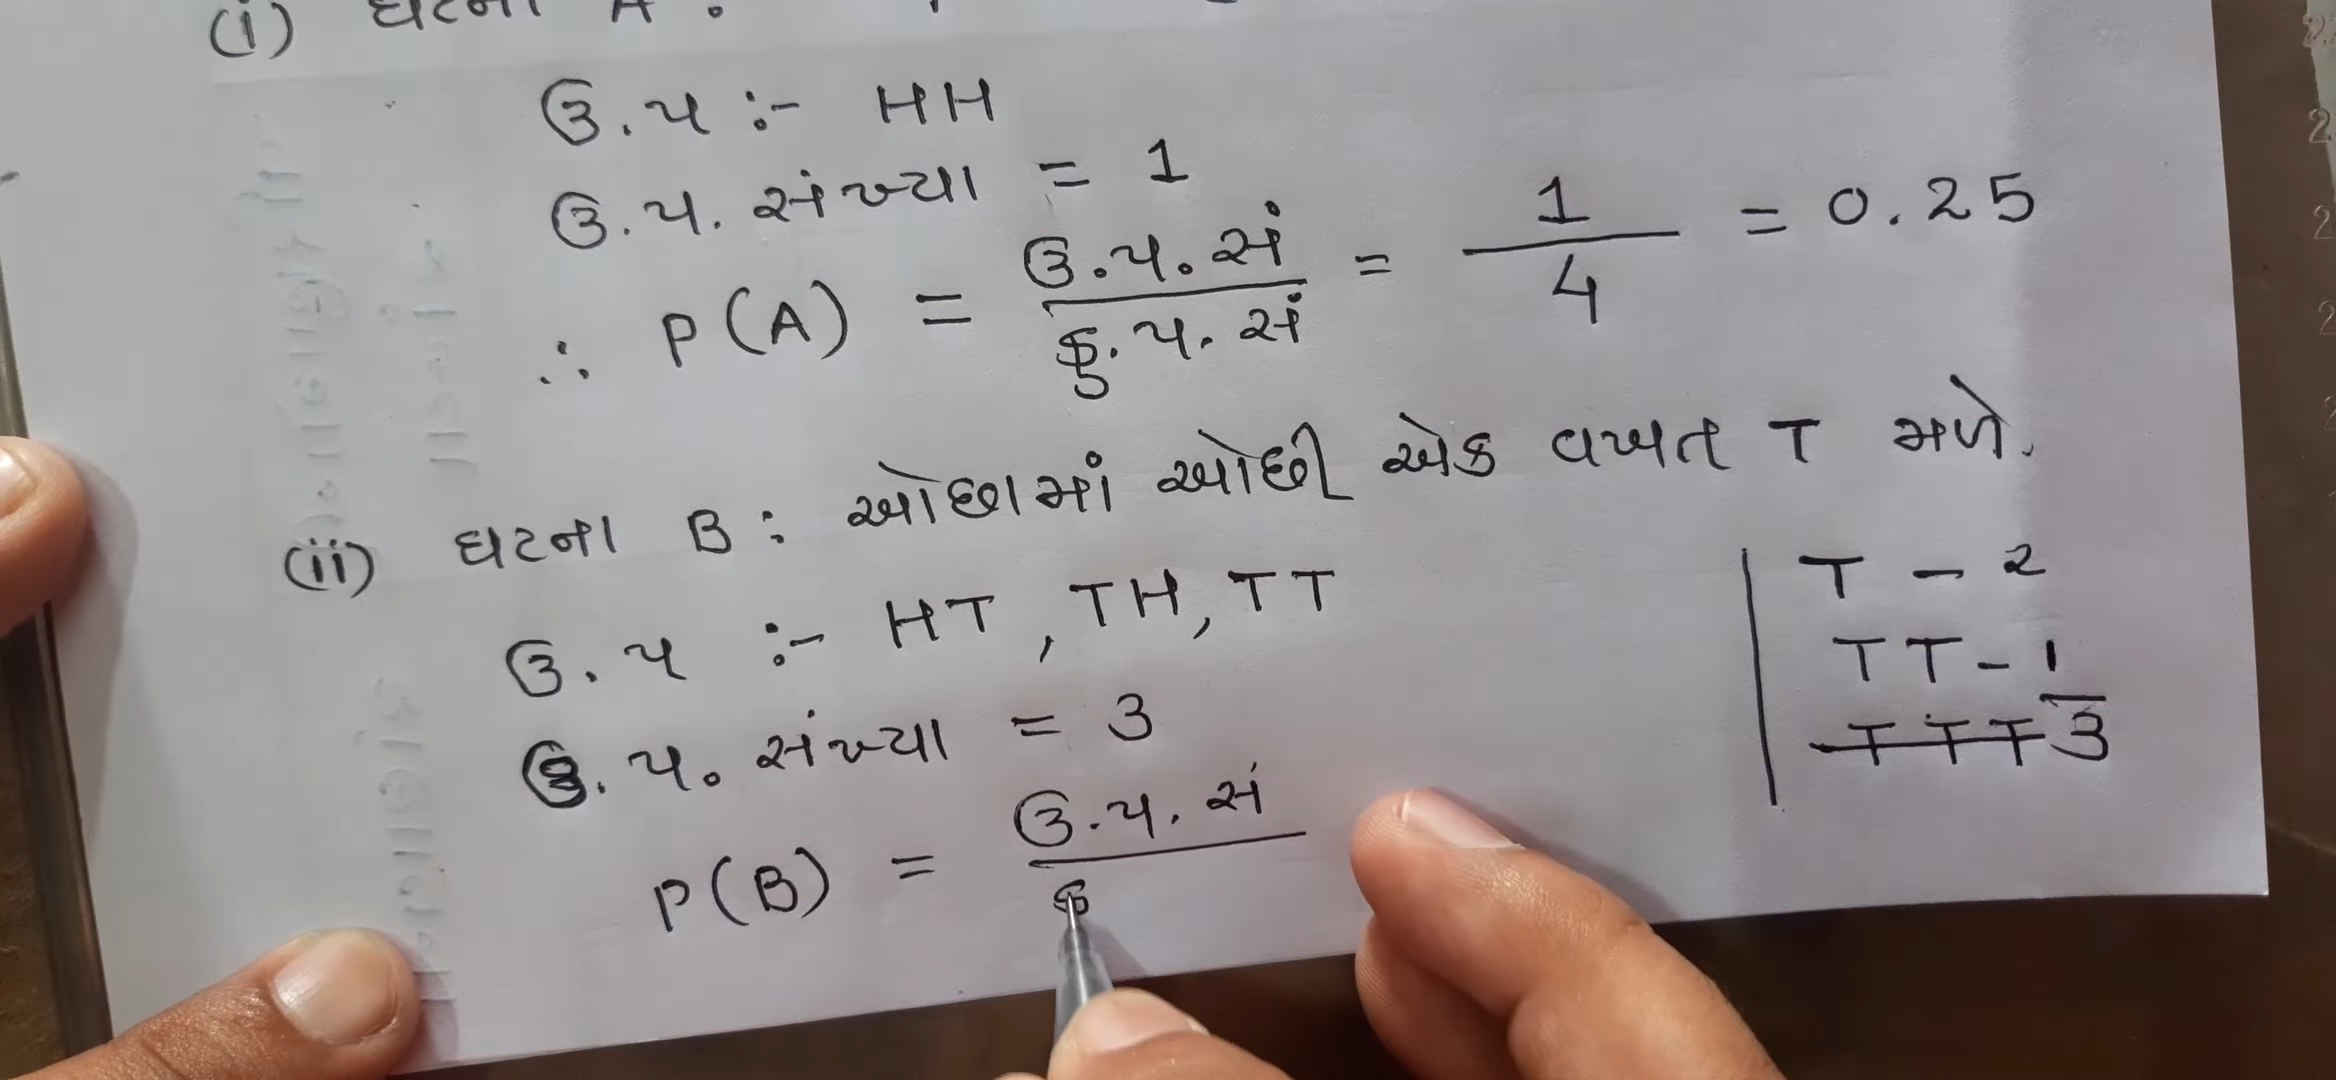 (i) ઘટના A :
ઉ.પ :- HH
ઉ.પ. સંખ્યા = 1
∴ P(A) = ઉ.પ.સં / કુ.પ.સં = 1 / 4 = 0.25
(ii) ઘટના B : ઓછામાં ઓછી એક વખત T મળે.
ઉ.પ :- HT, TH, TT
ઉ.પ. સંખ્યા = 3
P(B) = ઉ.પ.સં / ક
T - 2
TT - 1
TTT 3